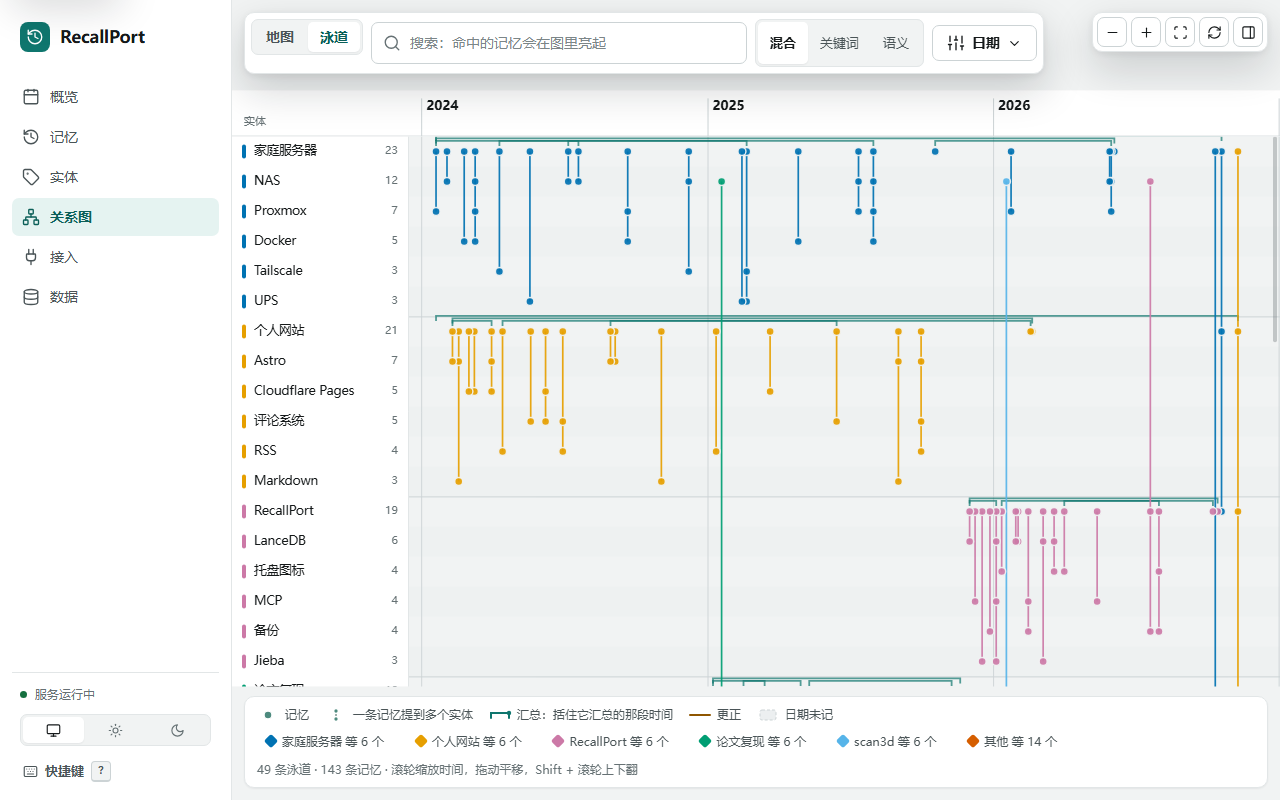 RecallPort
概览
记忆
实体
关系图
接入
数据
服务运行中
快捷键 ?
地图 泳道 搜索：命中的记忆会在图里亮起 混合 关键词 语义 日期
实体 2024 2025 2026
家庭服务器 23
NAS 12
Proxmox 7
Docker 5
Tailscale 3
UPS 3
个人网站 21
Astro 7
Cloudflare Pages 5
评论系统 5
RSS 4
Markdown 3
RecallPort 19
LanceDB 6
托盘图标 4
MCP 4
备份 4
Jieba 3
记忆 一条记忆提到多个实体 汇总：括住它汇总的那段时间 更正 日期未记
家庭服务器 等 6 个 个人网站 等 6 个 RecallPort 等 6 个 论文复现 等 6 个 scan3d 等 6 个 其他 等 14 个
49 条泳道 · 143 条记忆 · 滚轮缩放时间，拖动平移，Shift + 滚轮上下翻